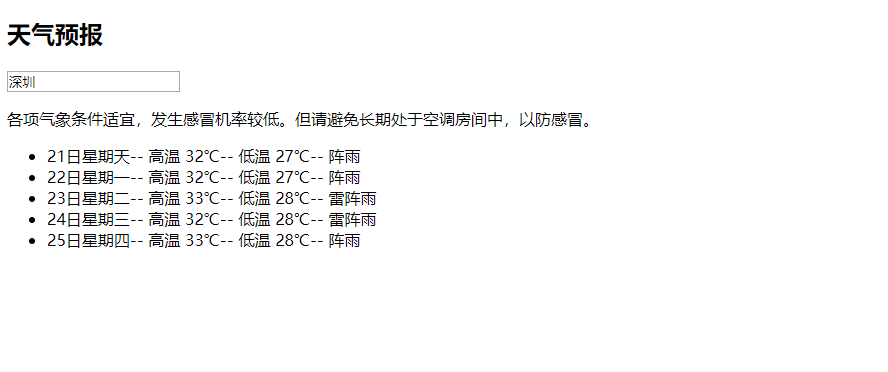 天气预报
深圳
各项气象条件适宜，发生感冒机率较低。但请避免长期处于空调房间中，以防感冒。
21日星期天-- 高温 32℃-- 低温 27℃-- 阵雨
22日星期一-- 高温 32℃-- 低温 27℃-- 阵雨
23日星期二-- 高温 33℃-- 低温 28℃-- 雷阵雨
24日星期三-- 高温 32℃-- 低温 28℃-- 雷阵雨
25日星期四-- 高温 33℃-- 低温 28℃-- 阵雨